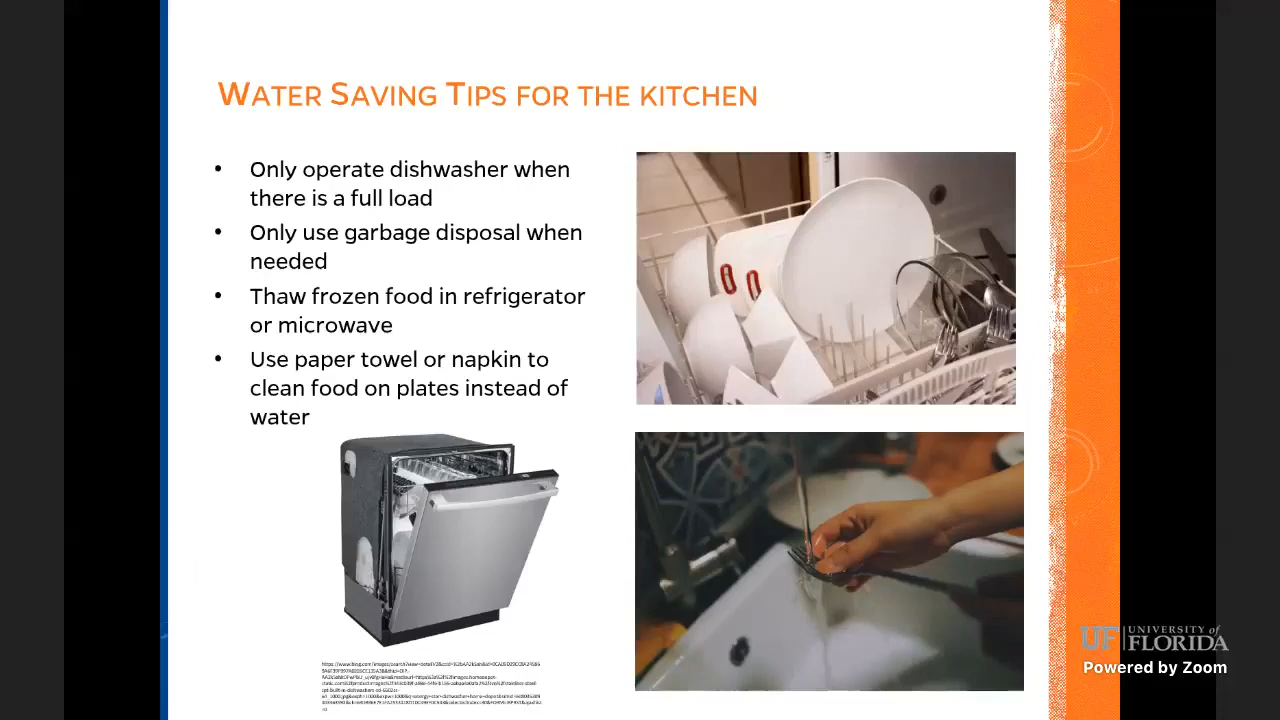 WATER SAVING TIPS FOR THE KITCHEN
• Only operate dishwasher when
there is a full load
• Only use garbage disposal when
needed
• Thaw frozen food in refrigerator
or microwave
• Use paper towel or napkin to
clean food on plates instead of
water
UF UNIVERSITY of
FLORIDA
Powered by Zoom